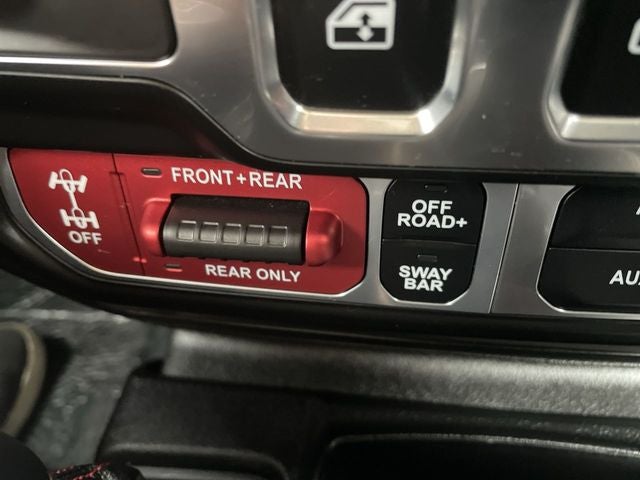 FRONT+REAR
OFF
REAR ONLY
OFF
ROAD+
SWAY
BAR